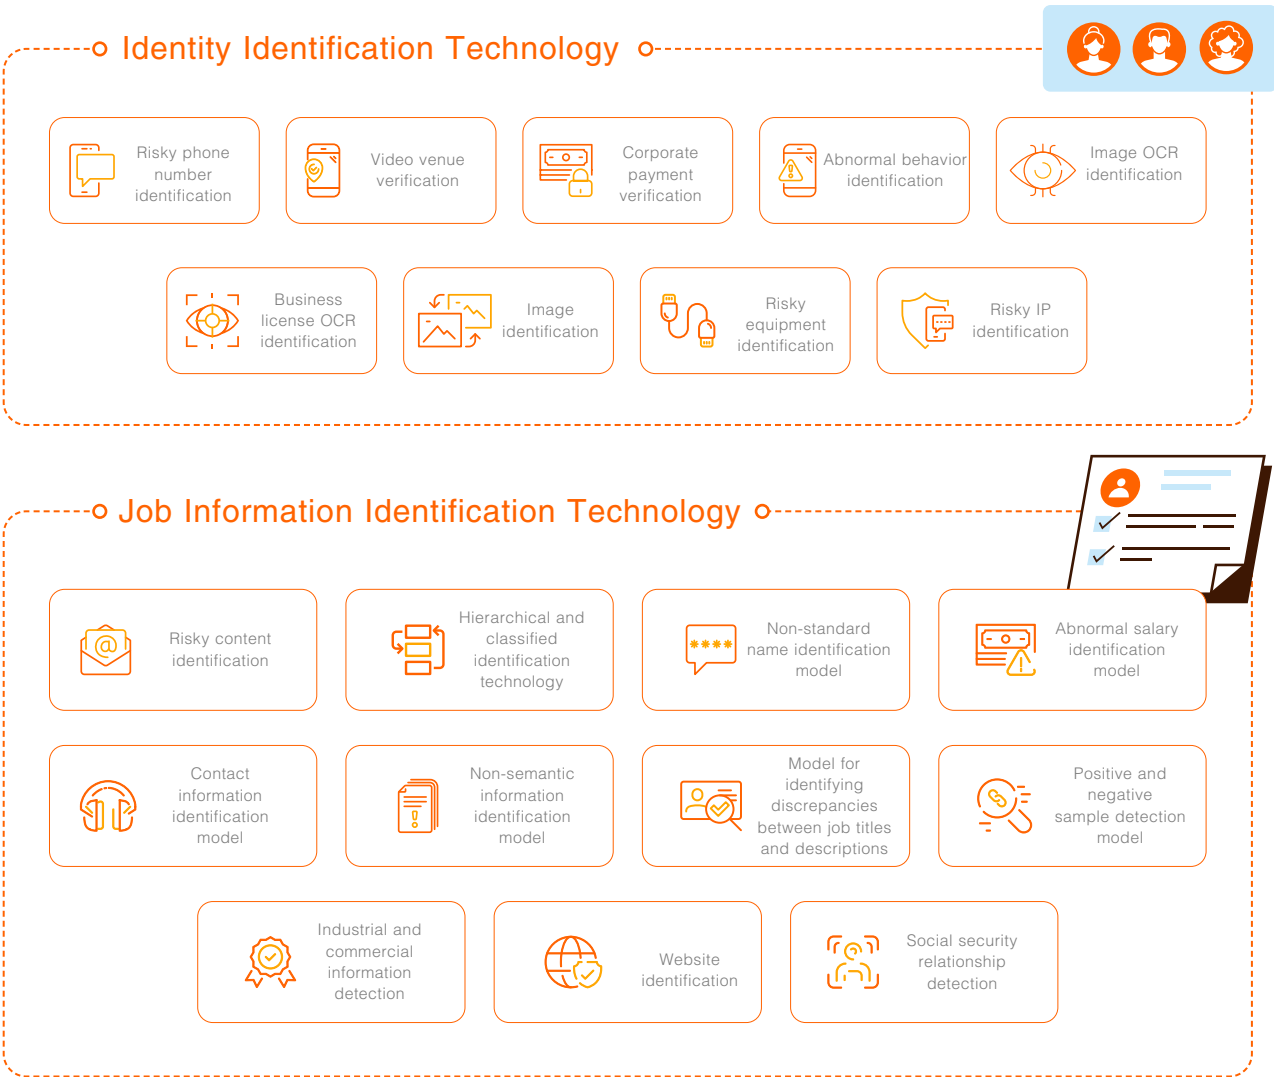 Identity Identification Technology
Risky phone
number
identification
Video venue
verification
Corporate
payment
verification
Abnormal behavior
identification
Image OCR
identification
Business
license OCR
identification
Image
identification
Risky
equipment
identification
Risky IP
identification
Job Information Identification Technology
Risky content
identification
Hierarchical and
classified
identification
technology
****
Non-standard
name identification
model
Abnormal salary
identification
model
Contact
information
identification
model
Non-semantic
information
identification
model
Model for
identifying
discrepancies
between job titles
and descriptions
Positive and
negative
sample detection
model
Industrial and
commercial
information
detection
Website
identification
Social security
relationship
detection